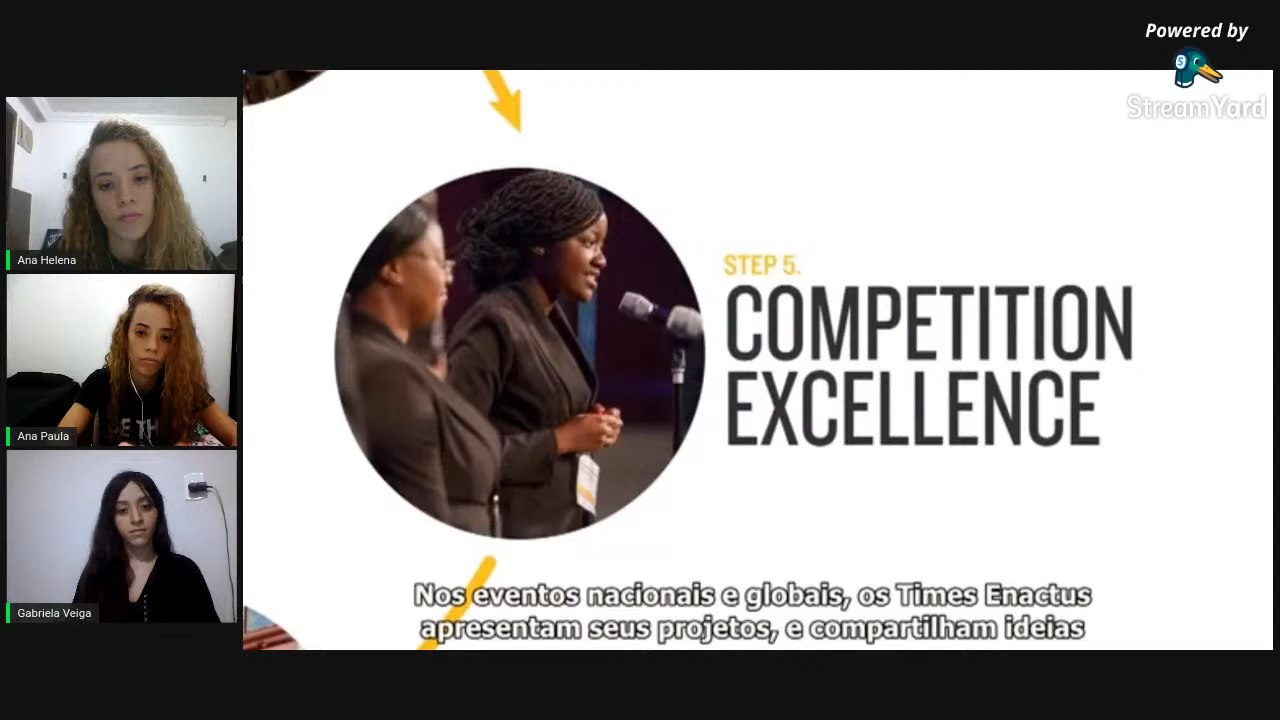 Powered by
StreamYard
Ana Helena
Ana Paula
Gabriela Veiga
STEP 5.
COMPETITION
EXCELLENCE
Nos eventos nacionais e globais, os Times Enactus
apresentam seus projetos, e compartilham ideias